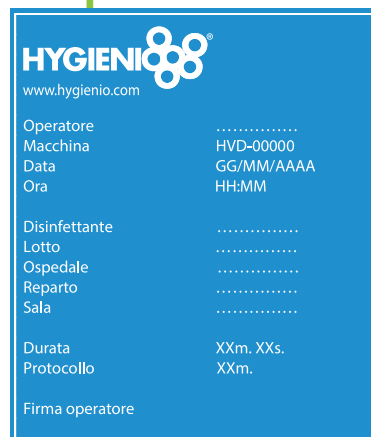 HYGIENIO®
www.hygienio.com
Operatore ...............
Macchina HVD-00000
Data GG/MM/AAAA
Ora HH:MM
Disinfettante ...............
Lotto ...............
Ospedale ...............
Reparto ...............
Sala ...............
Durata XXm. XXs.
Protocollo XXm.
Firma operatore